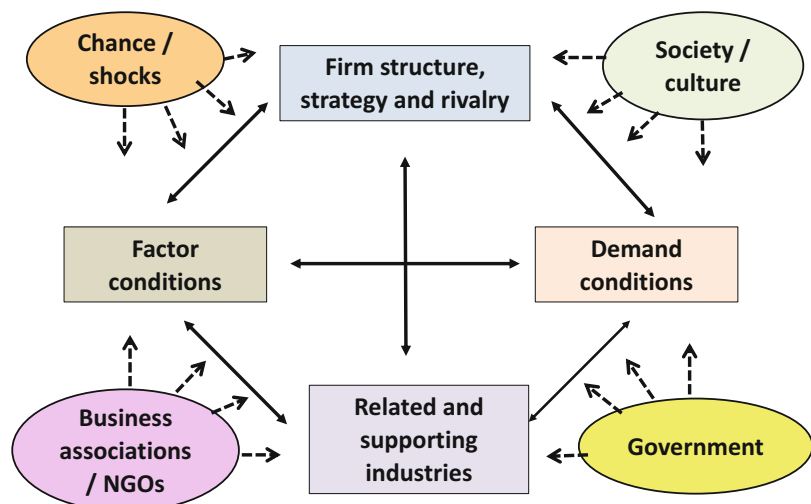 Chance /
shocks
Firm structure,
strategy and rivalry
Society /
culture
Factor
conditions
Demand
conditions
Business
associations
/ NGOs
Related and
supporting
industries
Government